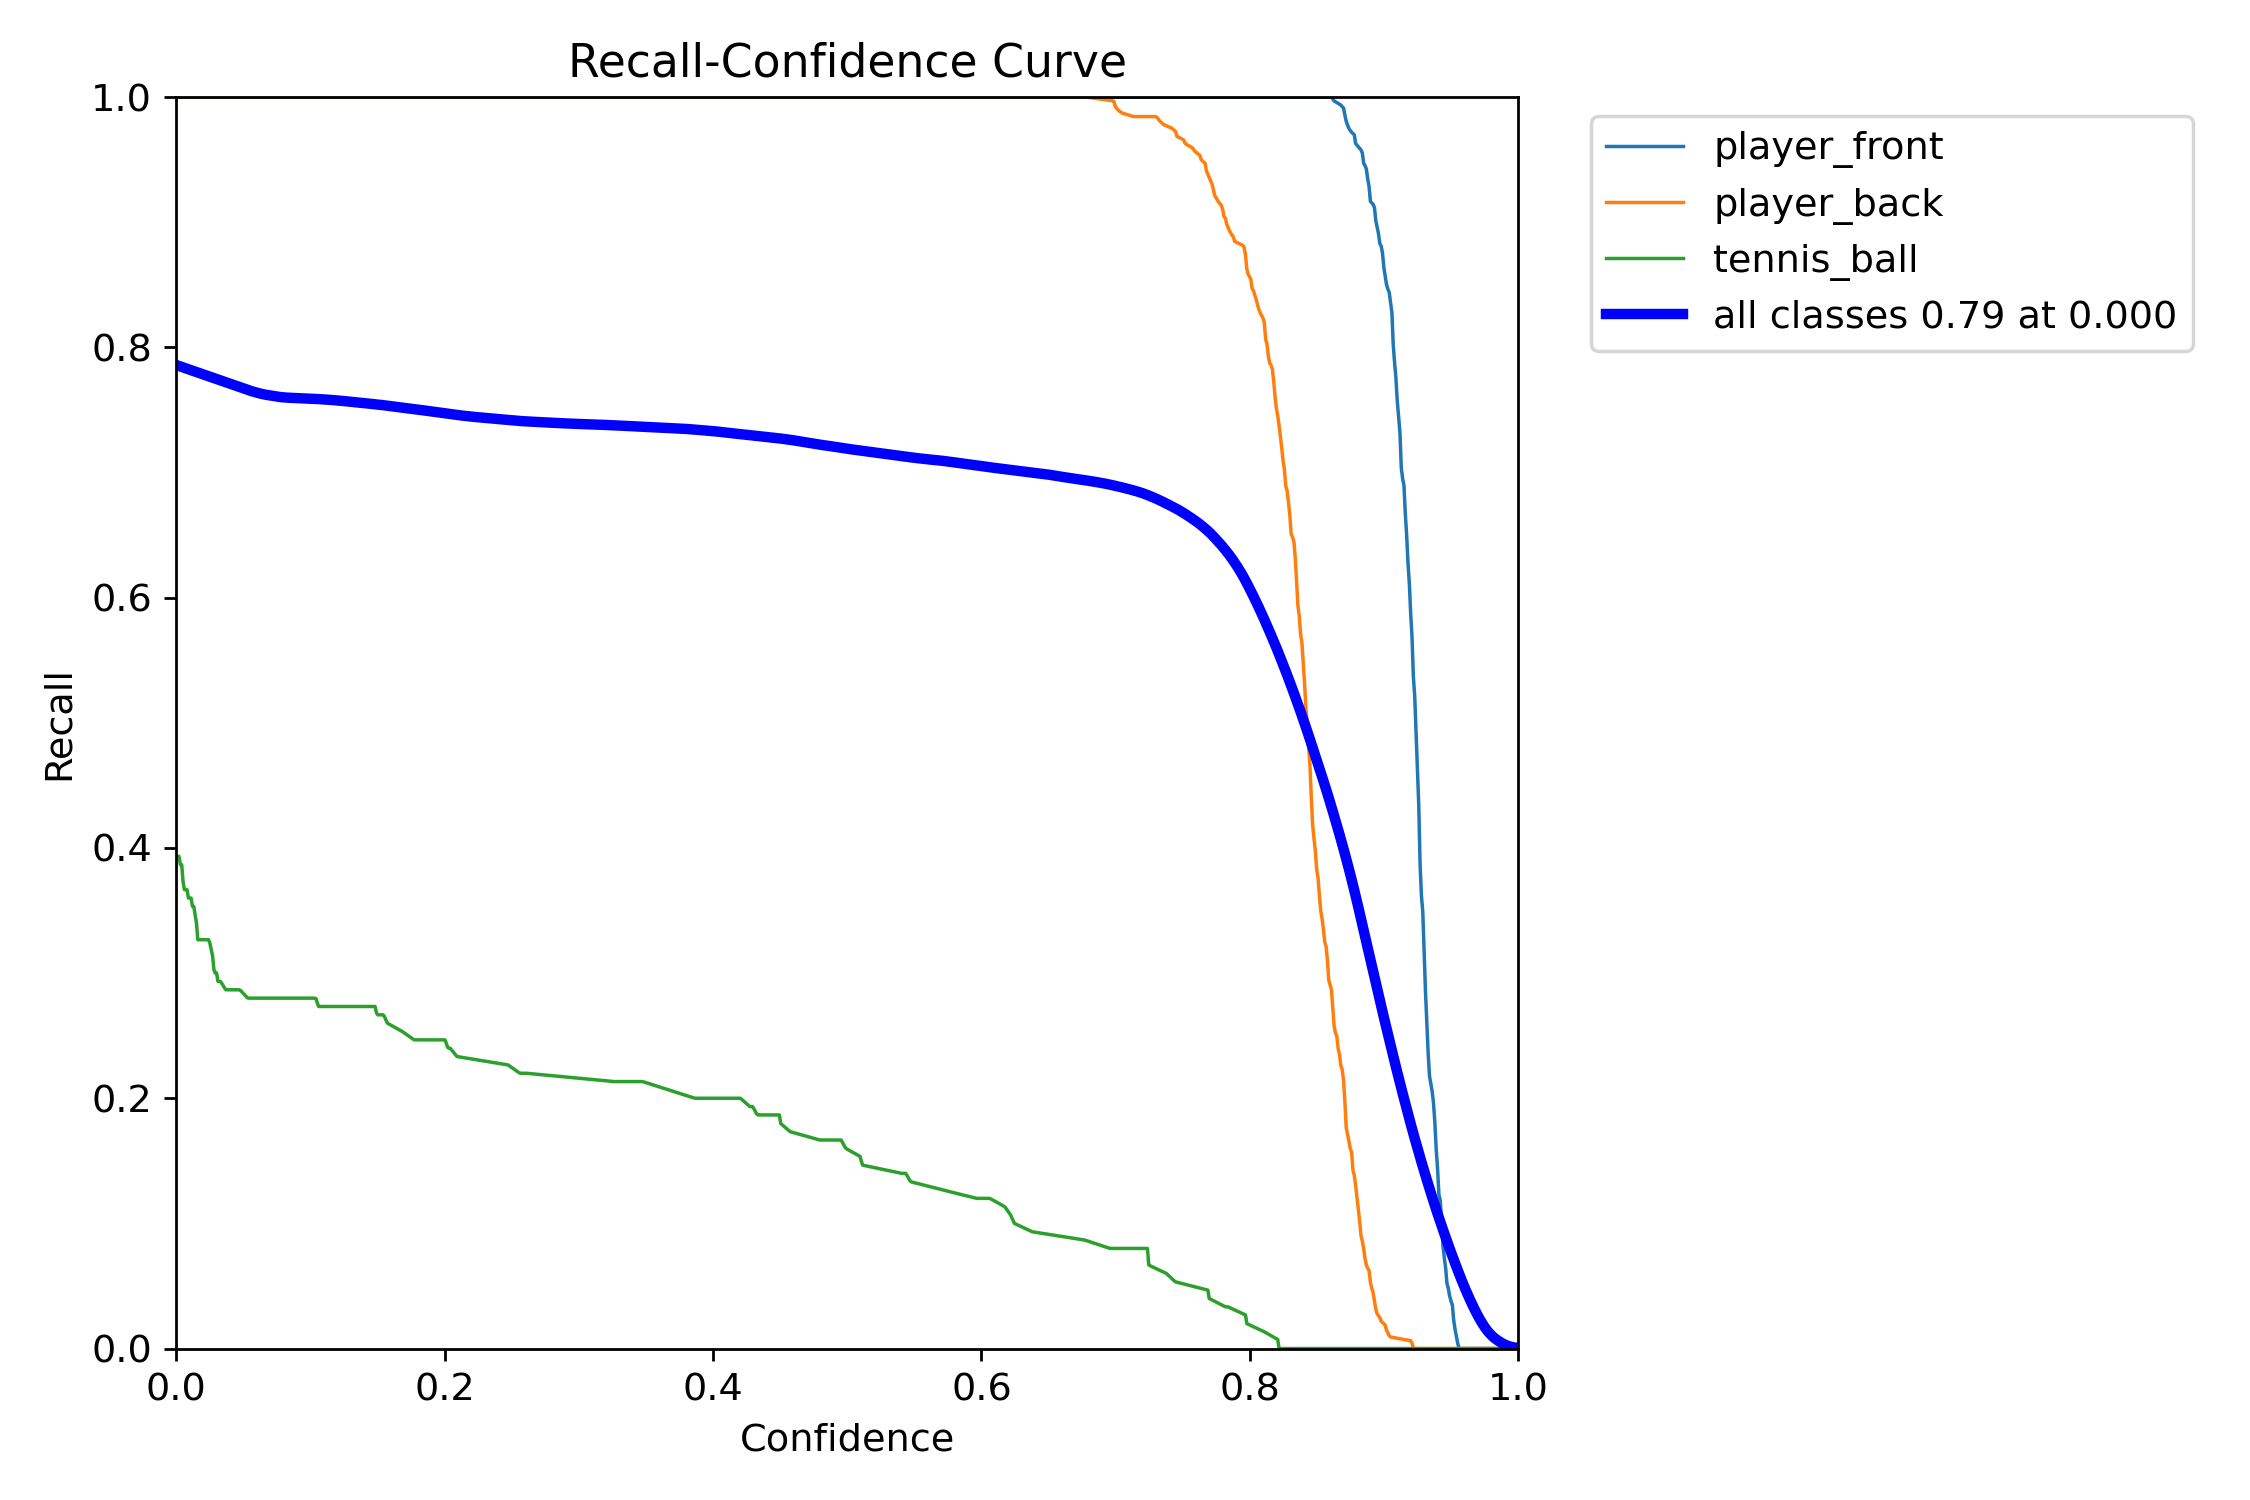 Recall-Confidence Curve
1.0
0.8
0.6
0.4
0.2
0.0
Recall
0.0 0.2 0.4 0.6 0.8 1.0
Confidence
player_front
player_back
tennis_ball
all classes 0.79 at 0.000